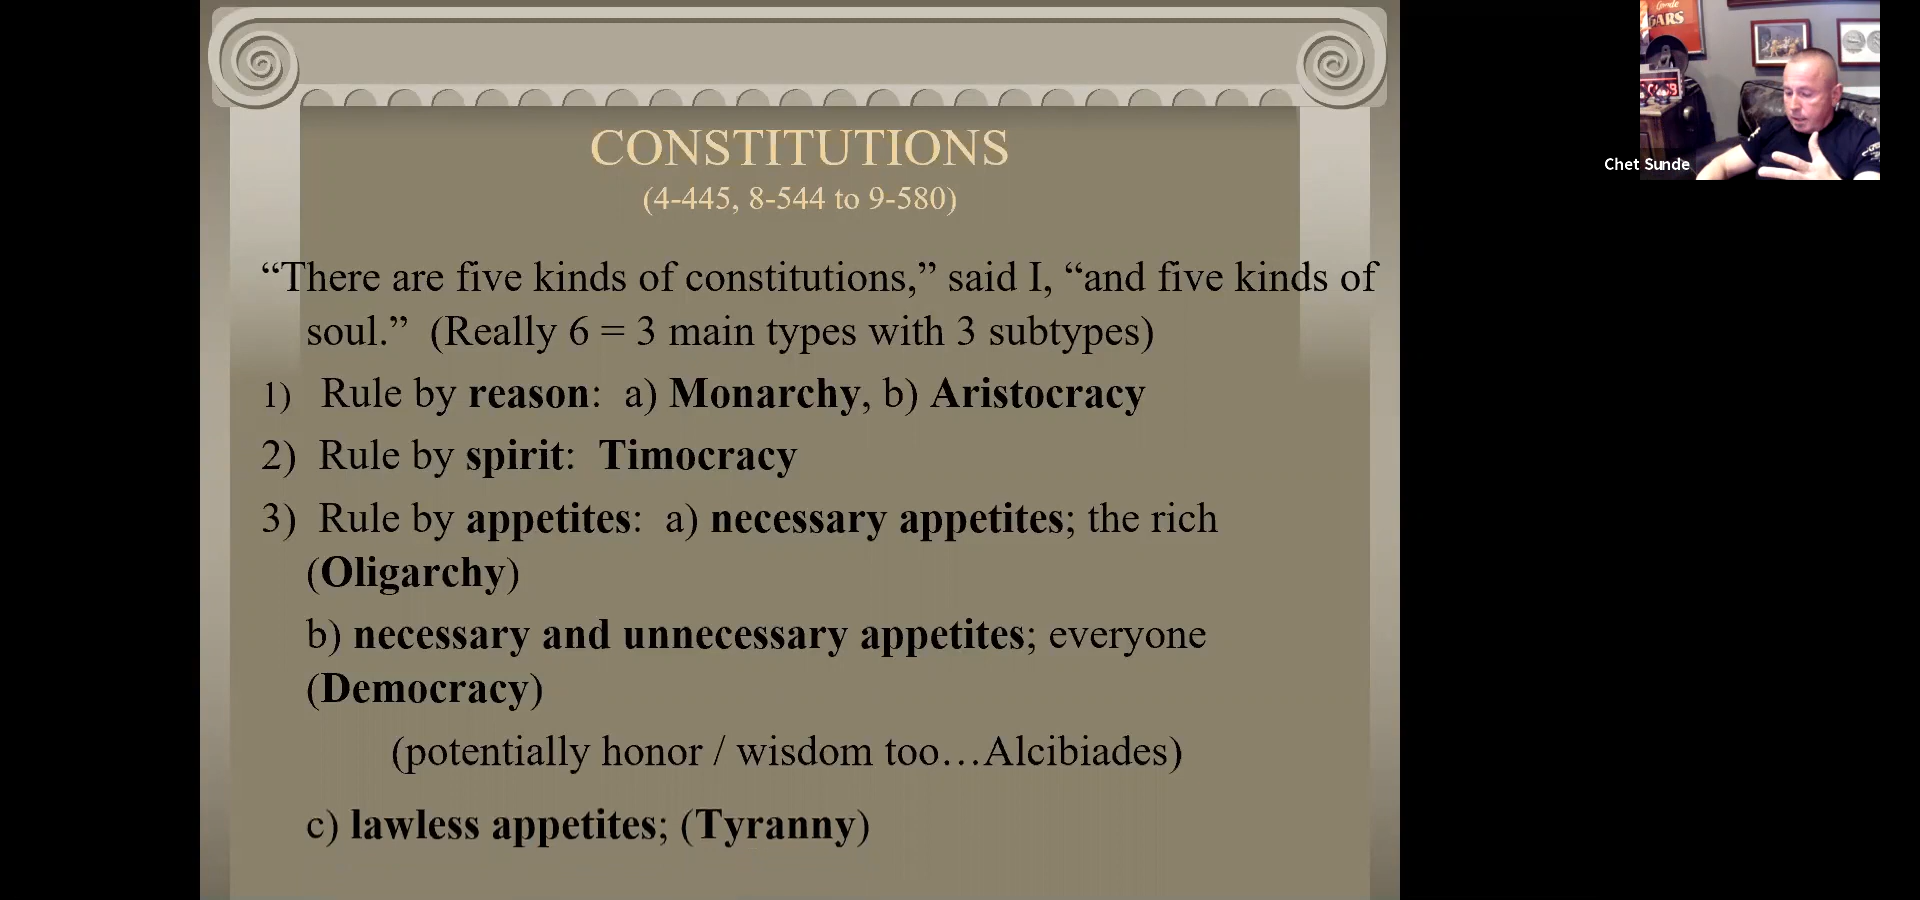 CONSTITUTIONS
(4-445, 8-544 to 9-580)
“There are five kinds of constitutions,” said I, “and five kinds of
soul.” (Really 6 = 3 main types with 3 subtypes)
1) Rule by reason: a) Monarchy, b) Aristocracy
2) Rule by spirit: Timocracy
3) Rule by appetites: a) necessary appetites; the rich
(Oligarchy)
b) necessary and unnecessary appetites; everyone
(Democracy)
(potentially honor / wisdom too…Alcibiades)
c) lawless appetites; (Tyranny)
Chet Sunde